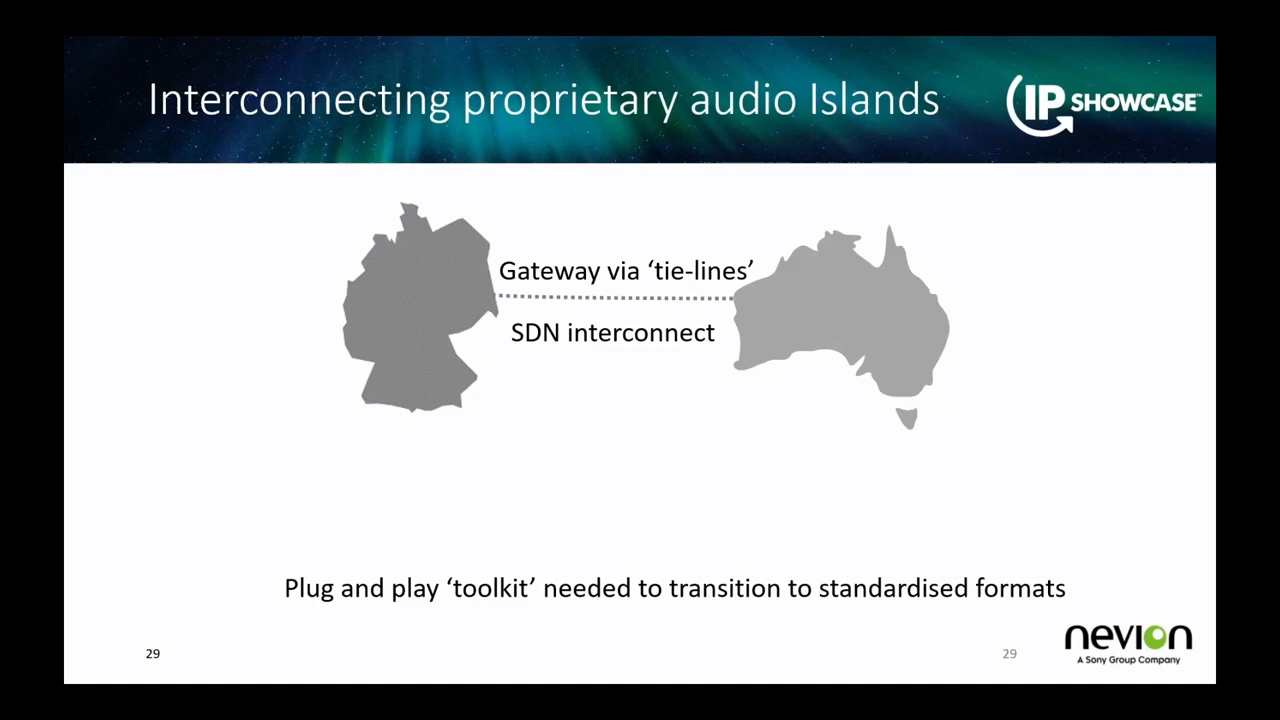 Interconnecting proprietary audio Islands
IP SHOWCASE™
Gateway via ‘tie-lines’
SDN interconnect
Plug and play ‘toolkit’ needed to transition to standardised formats
29
29
nevion
A Sony Group Company